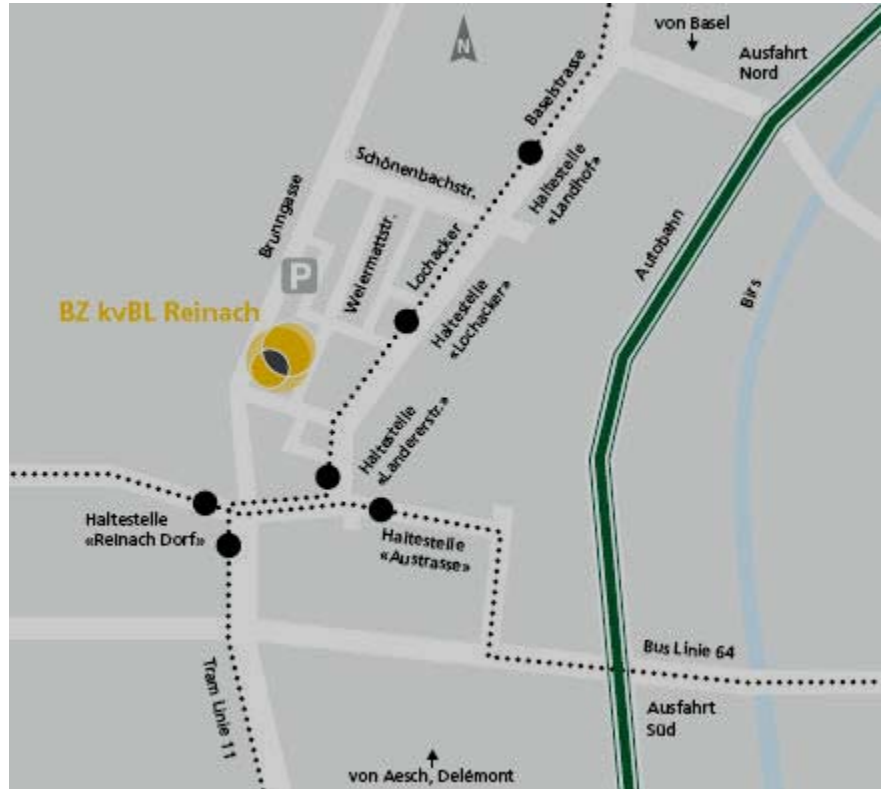 von Basel
Ausfahrt
Nord
N
Baselstrasse
Schönenbachstr.
Haltestelle
«Landhof»
Brunngasse
Weiermattstr.
Lochacker
Autobahn
P
Birs
Haltestelle
«Lochacker»
BZ kvBL Reinach
Haltestelle
«Landererstr.»
Haltestelle
«Reinach Dorf»
Haltestelle
«Austrasse»
Bus Linie 64
Tram Linie 11
Ausfahrt
Süd
von Aesch, Delémont